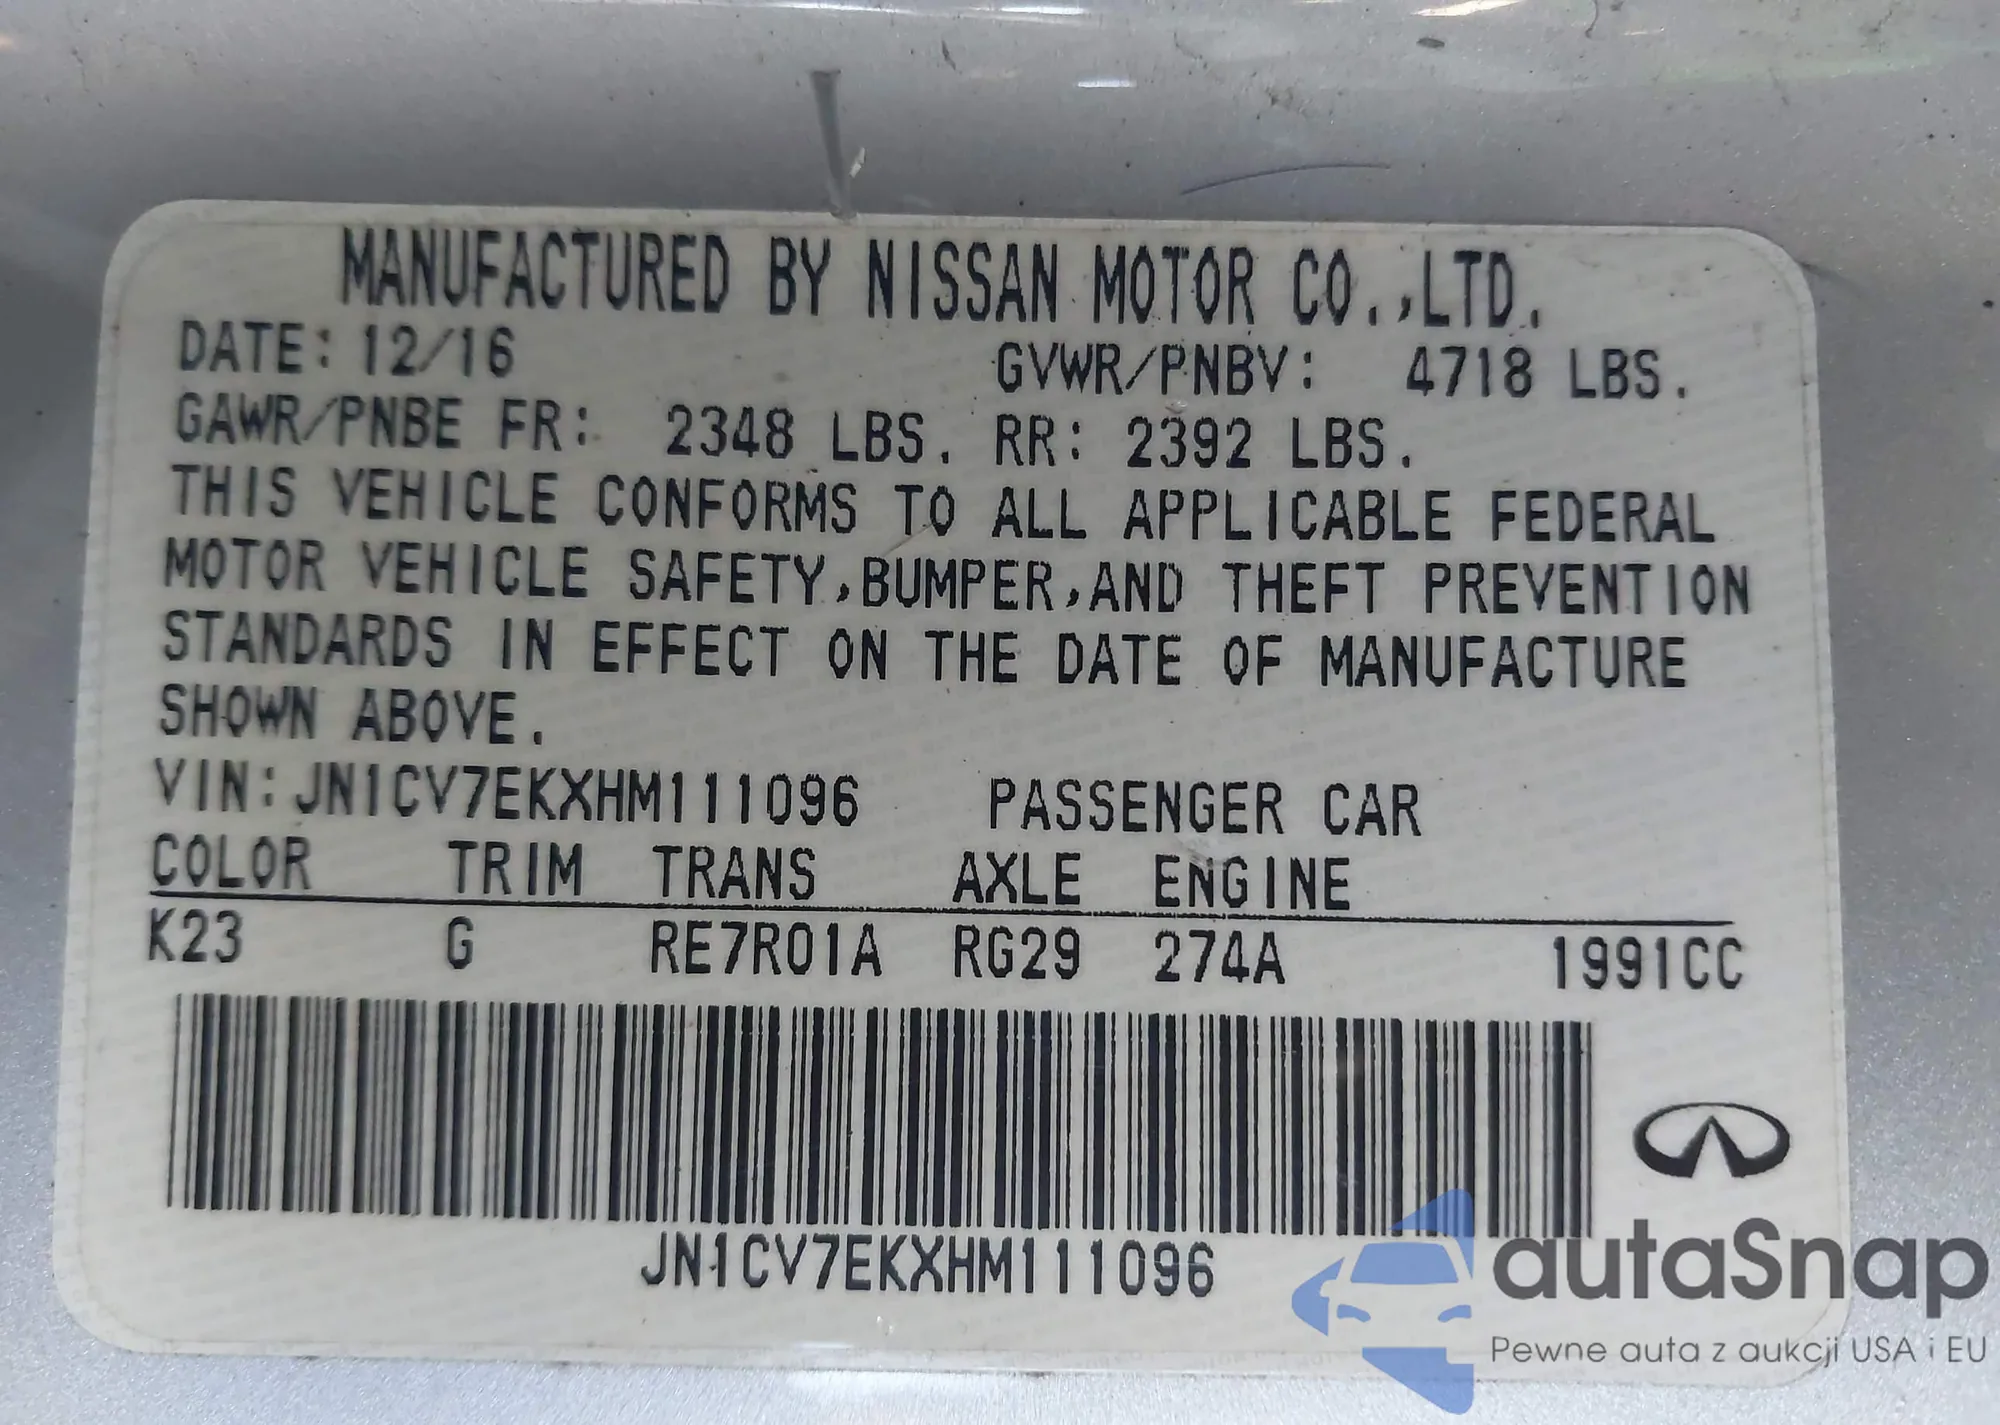 MANUFACTURED BY NISSAN MOTOR CO.,LTD.
DATE: 12/16 GVWR/PNBV: 4718 LBS.
GAWR/PNBE FR: 2348 LBS. RR: 2392 LBS.
THIS VEHICLE CONFORMS TO ALL APPLICABLE FEDERAL
MOTOR VEHICLE SAFETY,BUMPER,AND THEFT PREVENTION
STANDARDS IN EFFECT ON THE DATE OF MANUFACTURE
SHOWN ABOVE.
VIN:JN1CV7EKXHM111096 PASSENGER CAR
COLOR TRIM TRANS AXLE ENGINE
K23 G RE7R01A RG29 274A 1991CC
JN1CV7EKXHM111096
autaSnap
Pewne auta z aukcji USA i EU